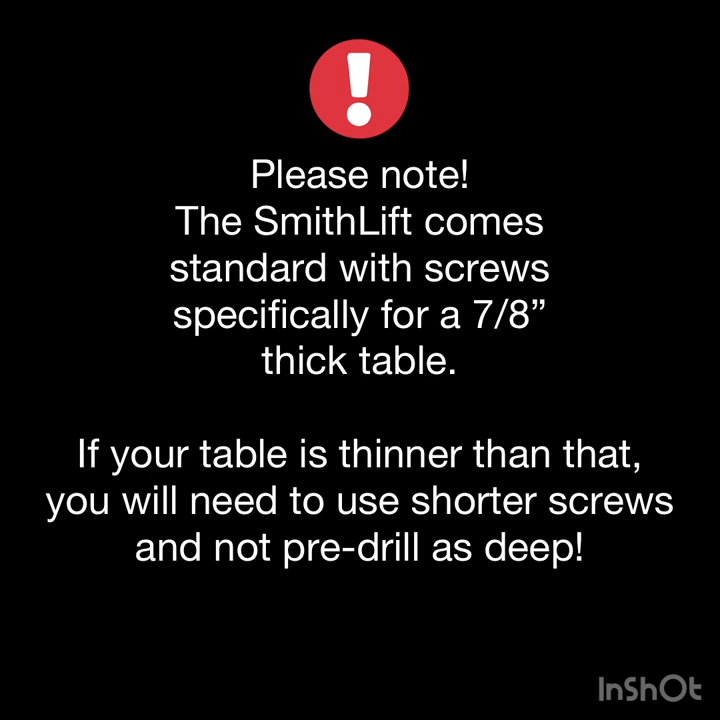 !
Please note!
The SmithLift comes
standard with screws
specifically for a 7/8”
thick table.
If your table is thinner than that,
you will need to use shorter screws
and not pre-drill as deep!
InShOt